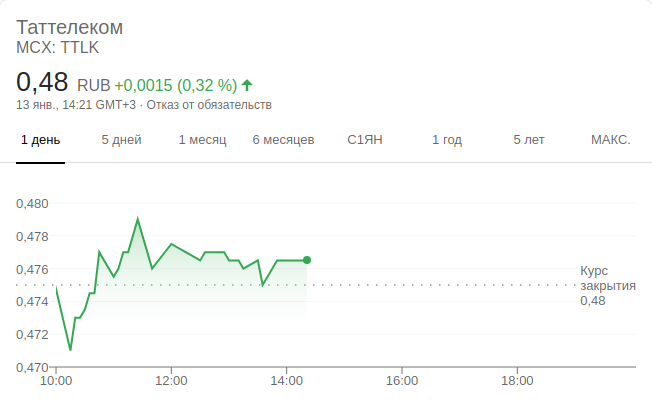 Таттелеком
MCX: TTLK
0,48 RUB +0,0015 (0,32 %)
13 янв., 14:21 GMT+3 · Отказ от обязательств
1 день 5 дней 1 месяц 6 месяцев С1ЯН 1 год 5 лет МАКС.
0,480
0,478
0,476
0,474
0,472
0,470
Курс
закрытия
0,48
10:00 12:00 14:00 16:00 18:00